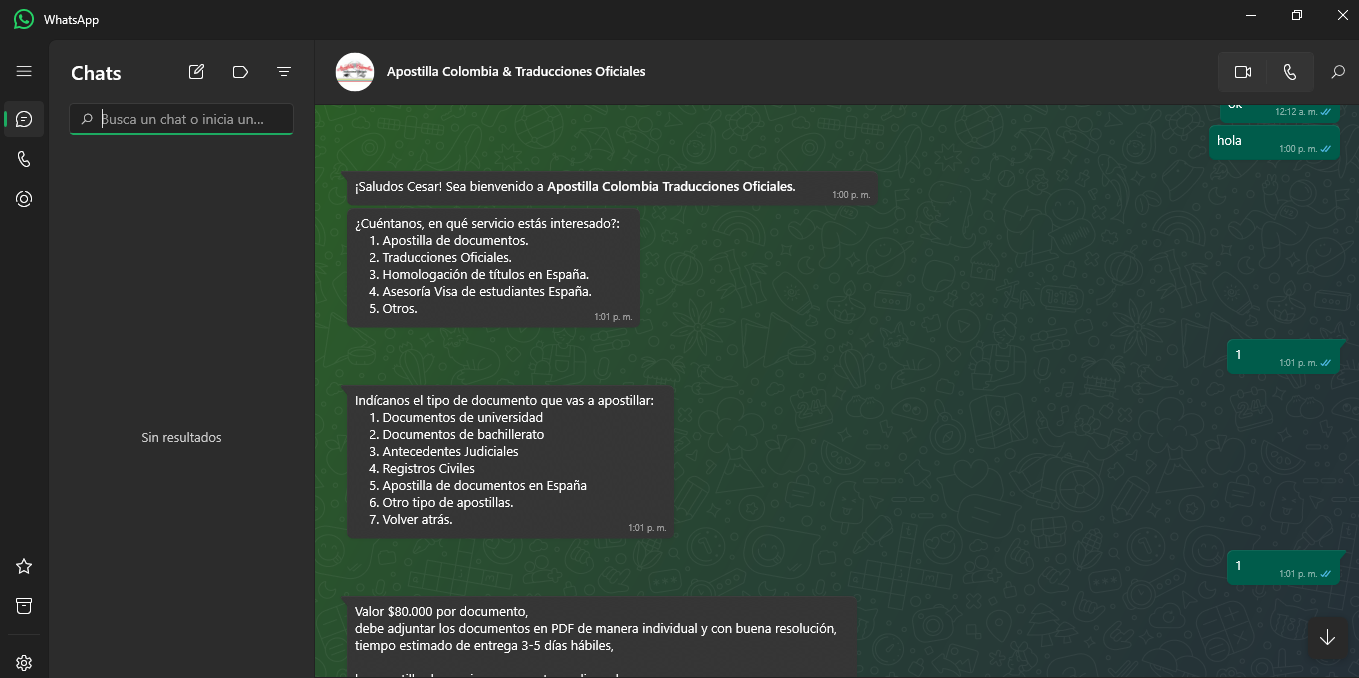 WhatsApp
Chats
Busca un chat o inicia un...
Sin resultados
Apostilla Colombia & Traducciones Oficiales
ok
12:12 a. m.
hola
1:00 p. m.
¡Saludos Cesar! Sea bienvenido a Apostilla Colombia Traducciones Oficiales.
1:00 p. m.
¿Cuéntanos, en qué servicio estás interesado?:
1. Apostilla de documentos.
2. Traducciones Oficiales.
3. Homologación de títulos en España.
4. Asesoría Visa de estudiantes España.
5. Otros.
1:01 p. m.
1
1:01 p. m.
Indícanos el tipo de documento que vas a apostillar:
1. Documentos de universidad
2. Documentos de bachillerato
3. Antecedentes Judiciales
4. Registros Civiles
5. Apostilla de documentos en España
6. Otro tipo de apostillas.
7. Volver atrás.
1:01 p. m.
1
1:01 p. m.
Valor $80.000 por documento,
debe adjuntar los documentos en PDF de manera individual y con buena resolución,
tiempo estimado de entrega 3-5 días hábiles,